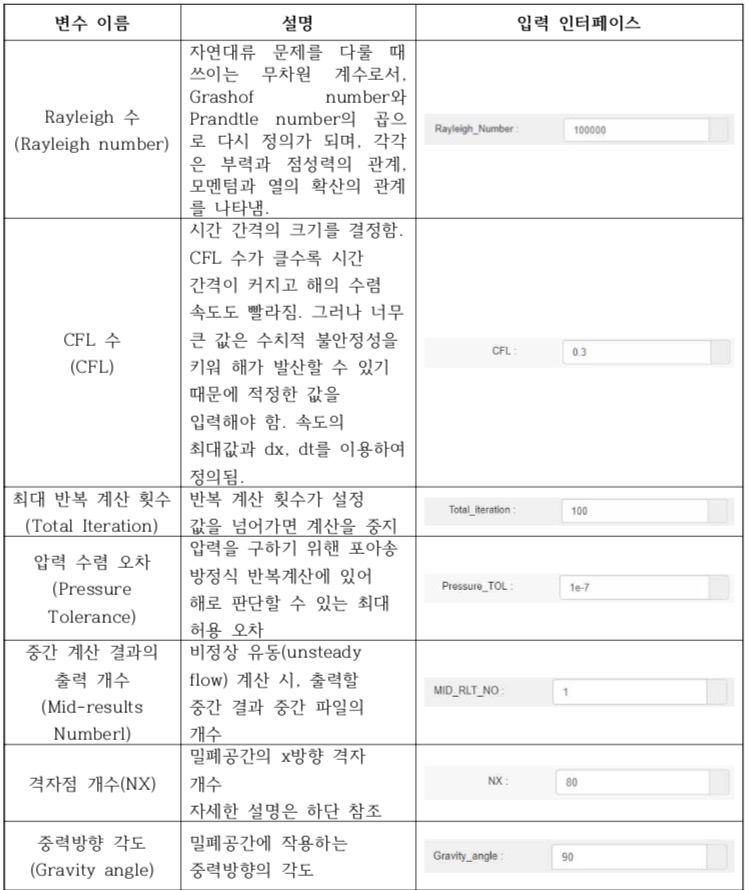 변수 이름
설명
입력 인터페이스
Rayleigh 수
(Rayleigh number)
자연대류 문제를 다룰 때
쓰이는 무차원 계수로서,
Grashof number와
Prandtle number의 곱으
로 다시 정의가 되며, 각각
은 부력과 점성력의 관계,
모멘텀과 열의 확산의 관계
를 나타냄.
Rayleigh_Number :
100000
CFL 수
(CFL)
시간 간격의 크기를 결정함.
CFL 수가 클수록 시간
간격이 커지고 해의 수렴
속도도 빨라짐. 그러나 너무
큰 값은 수치적 불안정성을
키워 해가 발산할 수 있기
때문에 적정한 값을
입력해야 함. 속도의
최대값과 dx, dt를 이용하여
정의됨.
CFL :
0.3
최대 반복 계산 횟수
(Total Iteration)
반복 계산 횟수가 설정
값을 넘어가면 계산을 중지
Total_iteration :
100
압력 수렴 오차
(Pressure
Tolerance)
압력을 구하기 위핸 포아송
방정식 반복계산에 있어
해로 판단할 수 있는 최대
허용 오차
Pressure_TOL :
1e-7
중간 계산 결과의
출력 개수
(Mid-results
Numberl)
비정상 유동(unsteady
flow) 계산 시, 출력할
중간 결과 중간 파일의
개수
MID_RLT_NO :
1
격자점 개수(NX)
밀폐공간의 x방향 격자
개수
자세한 설명은 하단 참조
NX :
80
중력방향 각도
(Gravity angle)
밀폐공간에 작용하는
중력방향의 각도
Gravity_angle :
90